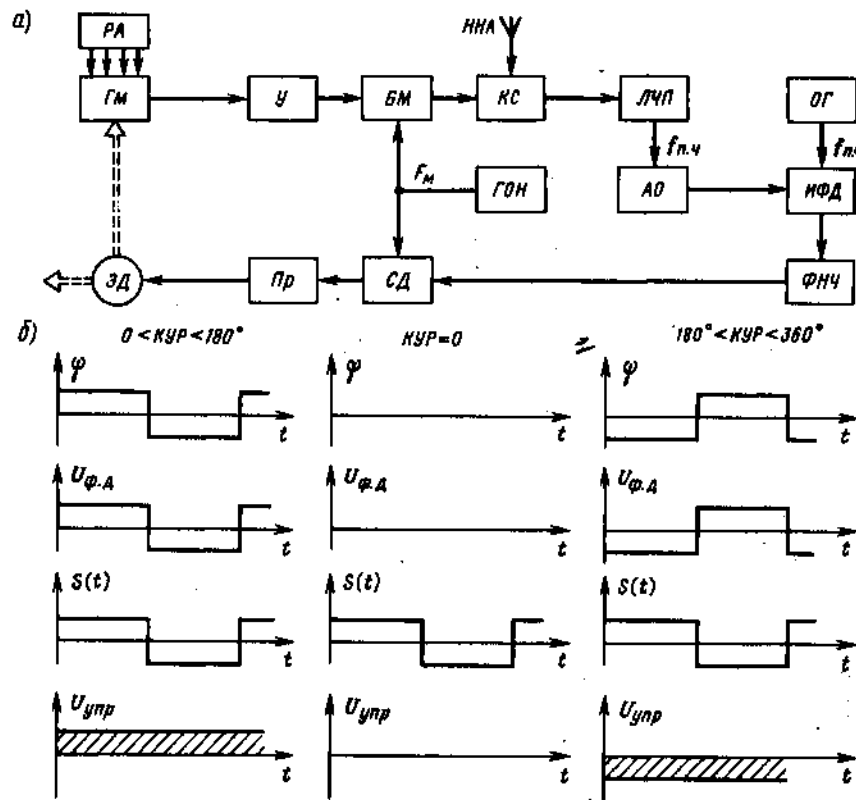 а)
РА
ННА
Гм
У
БМ
КС
ЛЧП
ОГ
fп.ч
fп.ч
Fм
ГОН
АО
ИФД
ЭД
Пр
СД
ФНЧ
б)
0 < КУР < 180°
КУР = 0
180° < КУР < 360°
φ
t
φ
t
φ
t
Uф.д
t
Uф.д
t
Uф.д
t
S(t)
t
S(t)
t
S(t)
t
Uупр
t
Uупр
t
Uупр
t